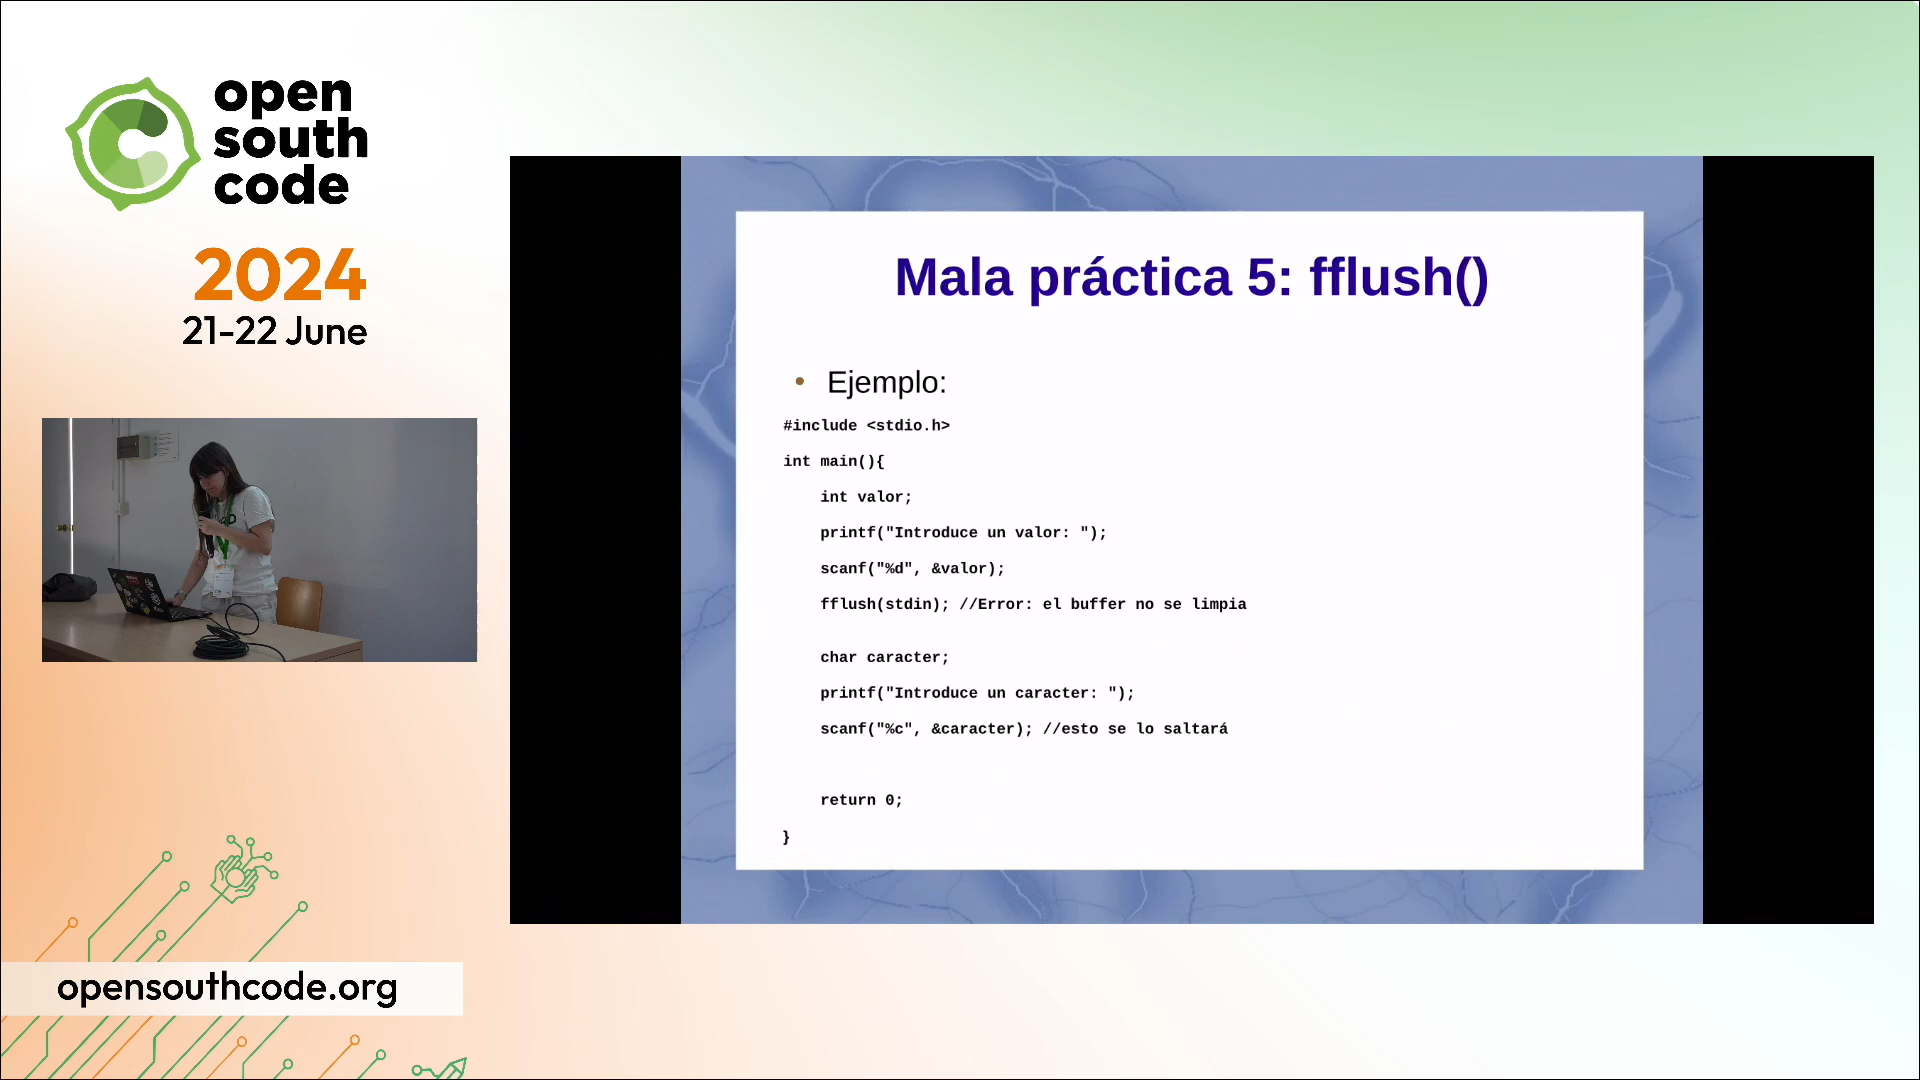 open
south
code
2024
21-22 June
Mala práctica 5: fflush()
• Ejemplo:
#include <stdio.h>
int main(){
int valor;
printf("Introduce un valor: ");
scanf("%d", &valor);
fflush(stdin); //Error: el buffer no se limpia
char caracter;
printf("Introduce un caracter: ");
scanf("%c", &caracter); //esto se lo saltará
return 0;
}
opensouthcode.org